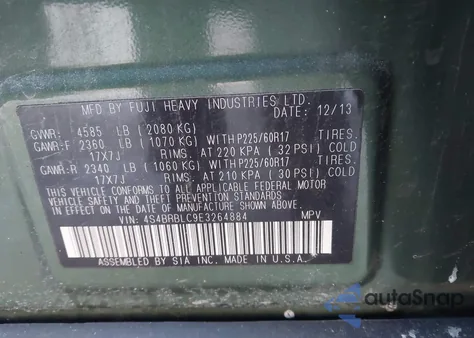 MFD. BY FUJI HEAVY INDUSTRIES LTD. 12/13
GVWR: 4585 LB (2080 KG)
GAWR:F 2360 LB (1070 KG) WITH P225/60R17 TIRES.
17X7J RIMS. AT 220 KPA (32 PSI) COLD
GAWR:R 2340 LB (1060 KG) WITH P225/60R17 TIRES.
17X7J RIMS. AT 210 KPA (30 PSI) COLD
THIS VEHICLE CONFORMS TO ALL APPLICABLE FEDERAL MOTOR
VEHICLE SAFETY AND THEFT PREVENTION STANDARDS IN EFFECT
ON THE DATE OF MANUFACTURE SHOWN ABOVE.
VIN: 4S4BRBLC9E3264884 MPV
ASSEMBLED BY SIA INC. IN U.S.A.
autoSnap